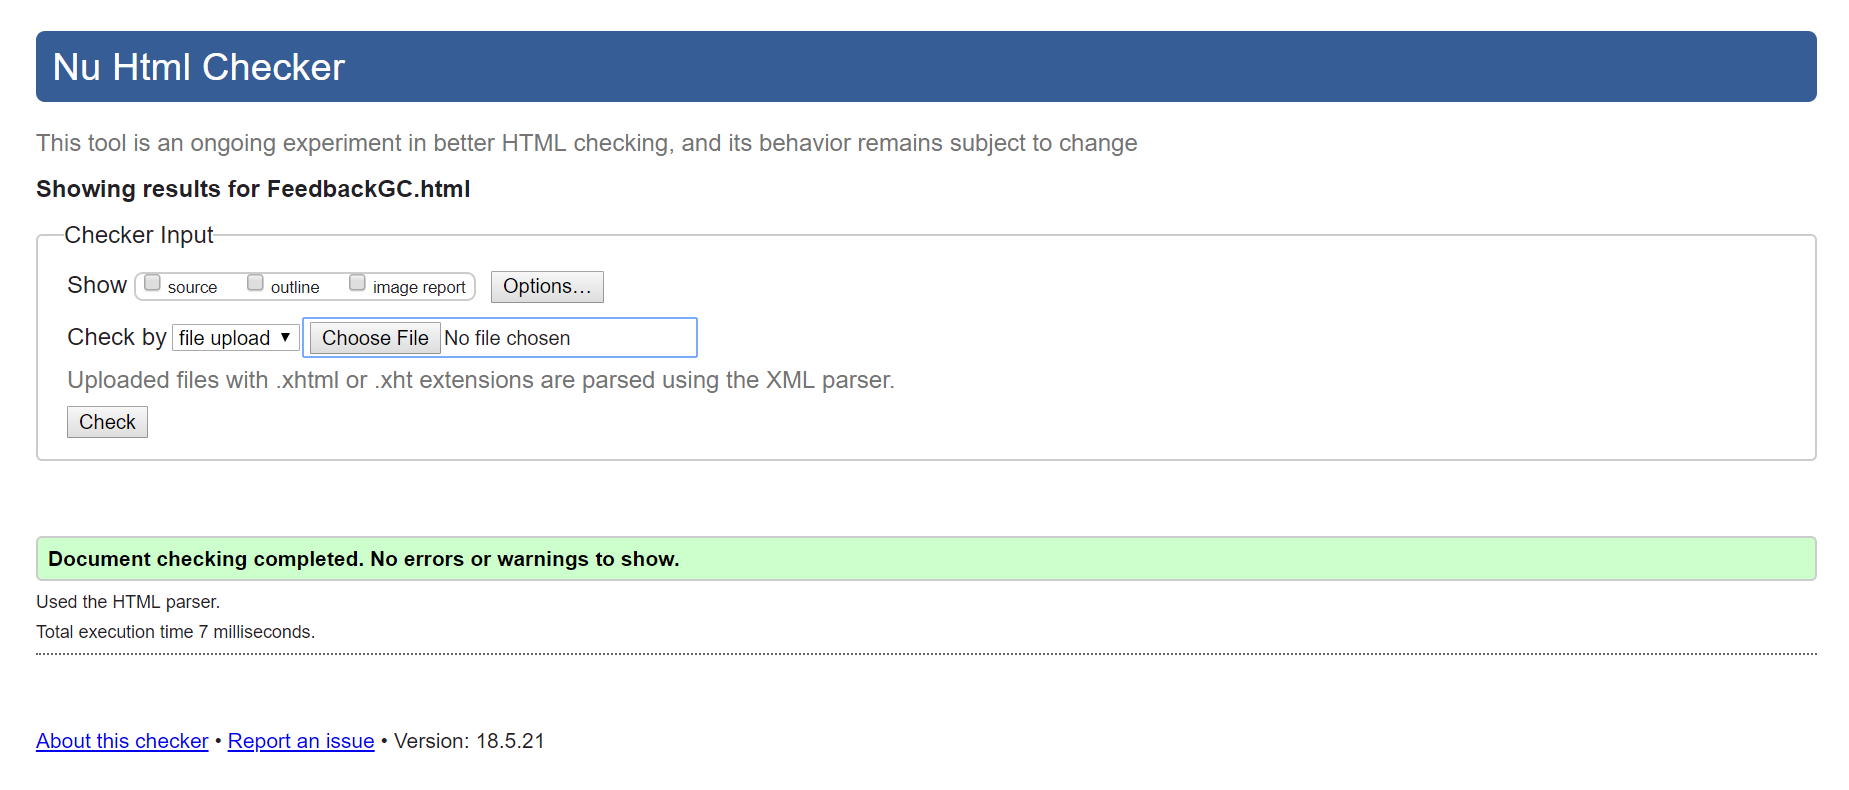 Nu Html Checker
This tool is an ongoing experiment in better HTML checking, and its behavior remains subject to change
Showing results for FeedbackGC.html
Checker Input
Show source outline image report Options…
Check by file upload ▼ Choose File No file chosen
Uploaded files with .xhtml or .xht extensions are parsed using the XML parser.
Check
Document checking completed. No errors or warnings to show.
Used the HTML parser.
Total execution time 7 milliseconds.
About this checker • Report an issue • Version: 18.5.21